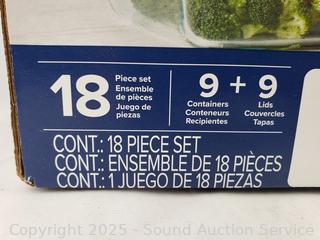 18
Piece set
Ensemble
de pièces
Juego de
piezas
9 + 9
Containers
Conteneurs
Recipientes
Lids
Couvercles
Tapas
CONT.: 18 PIECE SET
CONT.: ENSEMBLE DE 18 PIÈCES
CONT.: 1 JUEGO DE 18 PIEZAS
Copyright 2025 - Sound Auction Service